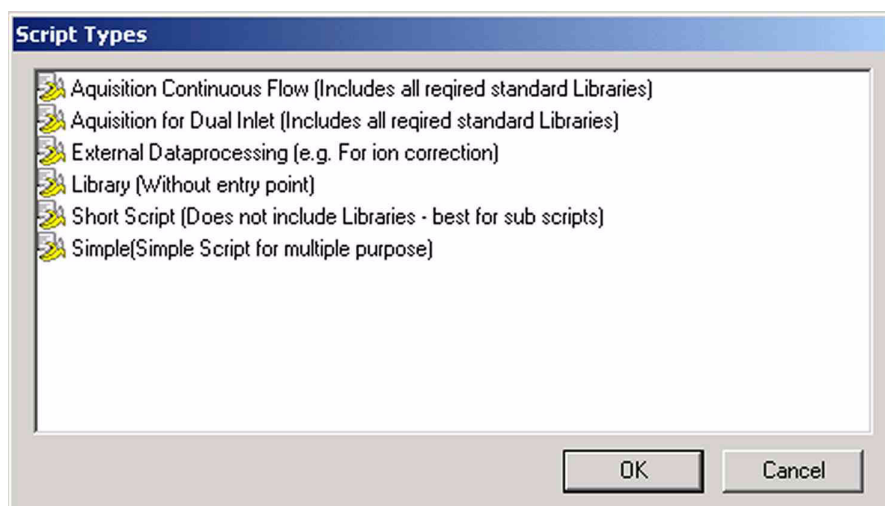 Script Types
Aquisition Continuous Flow (Includes all reqired standard Libraries)
Aquisition for Dual Inlet (Includes all reqired standard Libraries)
External Dataprocessing (e.g. For ion correction)
Library (Without entry point)
Short Script (Does not include Libraries - best for sub scripts)
Simple(Simple Script for multiple purpose)
OK Cancel